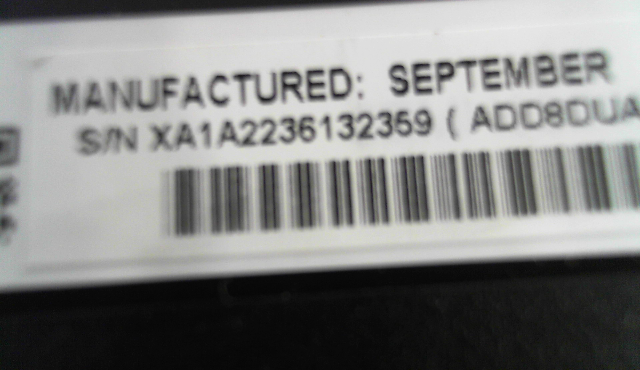 MANUFACTURED: SEPTEMBER
S/N XA1A2236132359 ( ADD8DUA